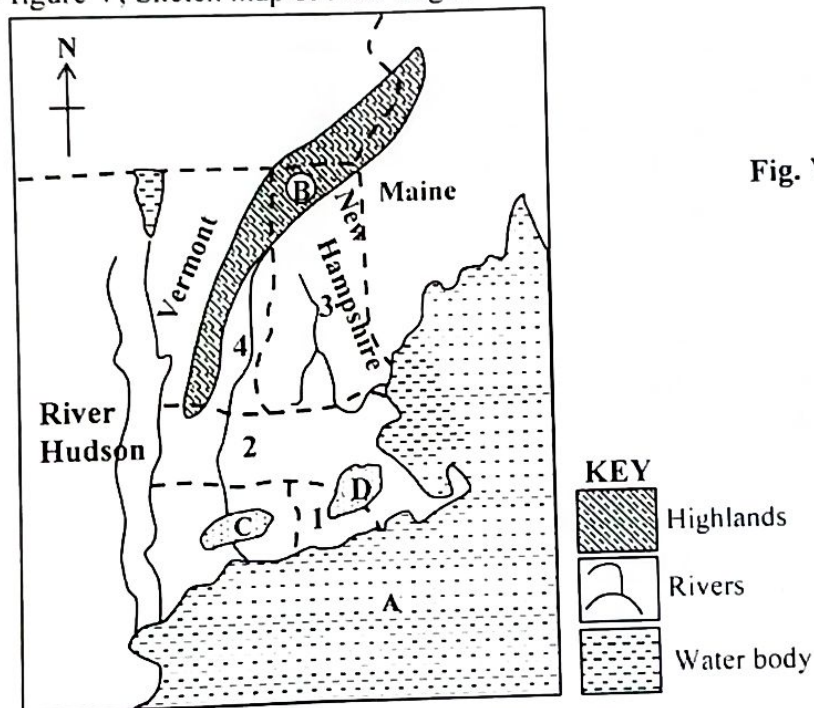 N
B
New
Hampshire
Maine
Fig.
Vermont
3
4
River
Hudson
2
D
C
1
A
KEY
Highlands
Rivers
Water body